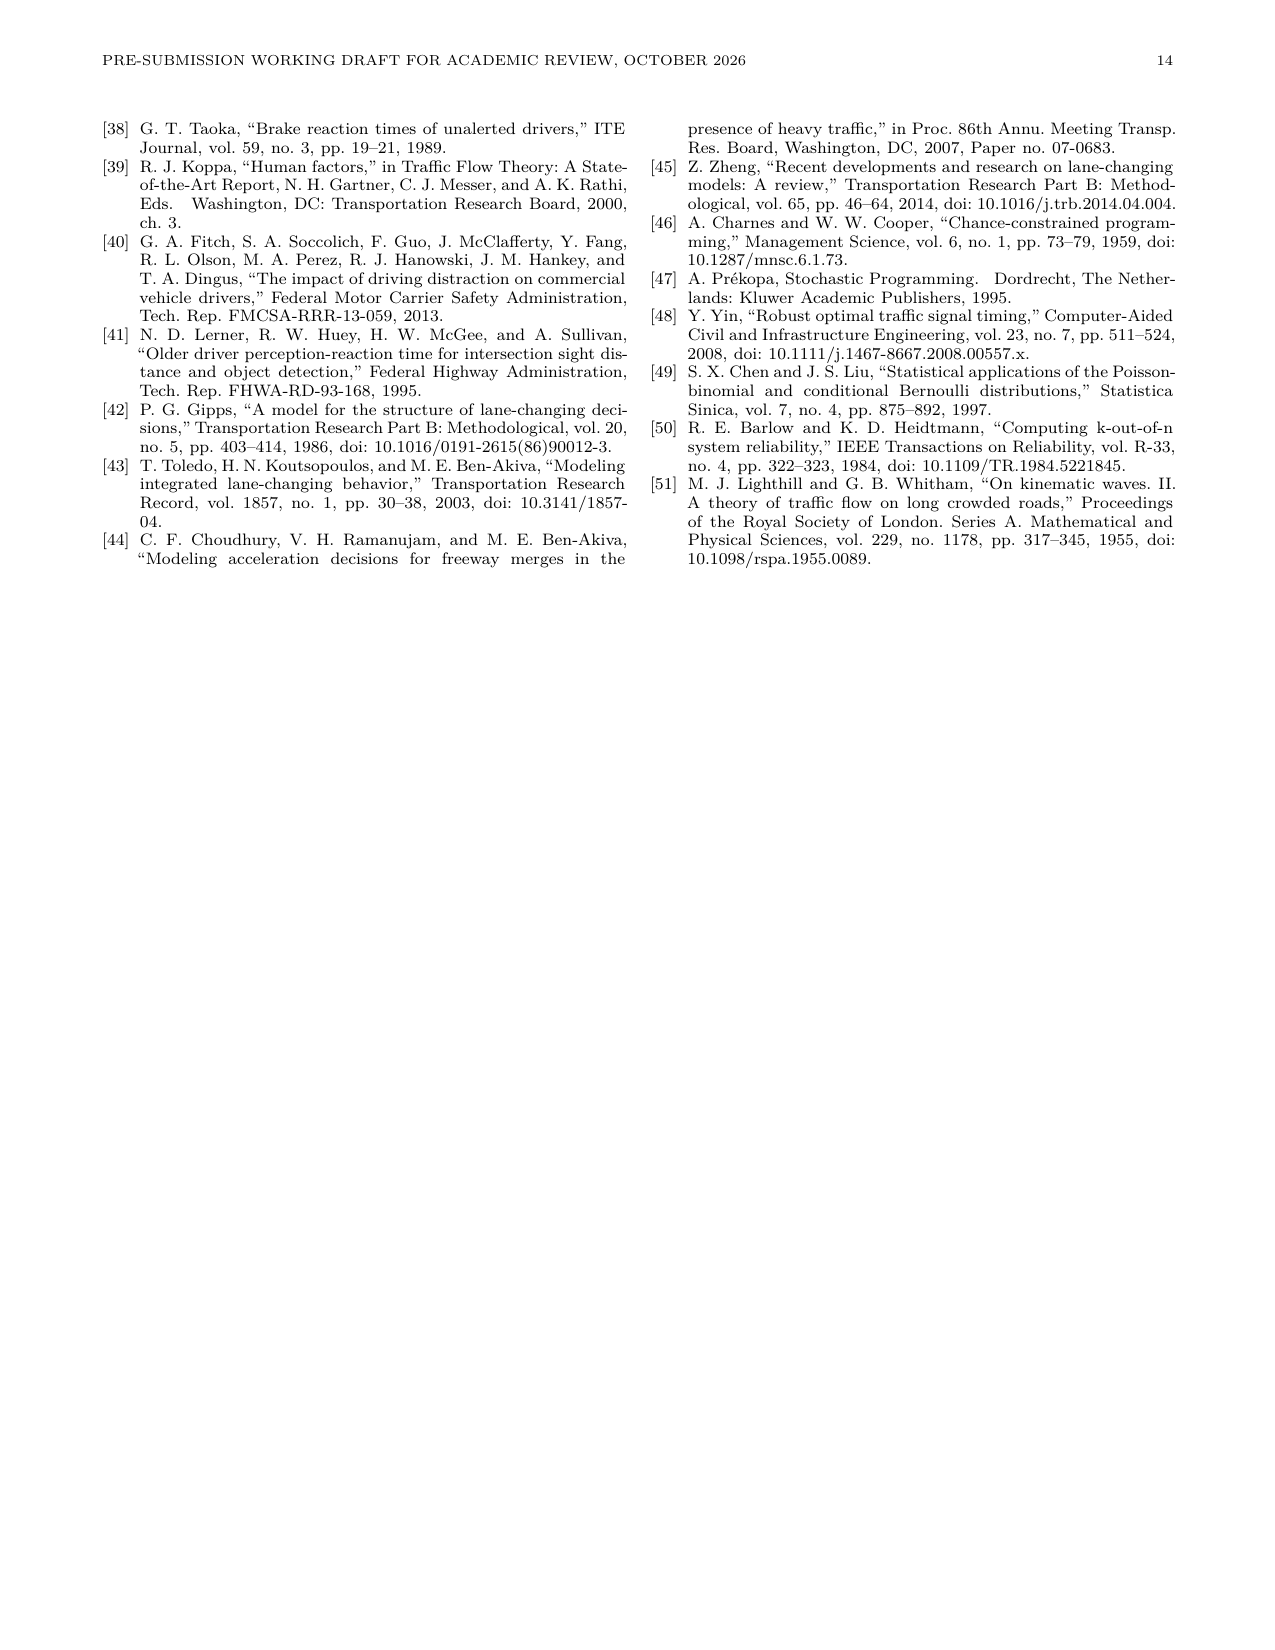 PRE-SUBMISSION WORKING DRAFT FOR ACADEMIC REVIEW, OCTOBER 2026 14
[38] G. T. Taoka, “Brake reaction times of unalerted drivers,” ITE
Journal, vol. 59, no. 3, pp. 19–21, 1989.
[39] R. J. Koppa, “Human factors,” in Traffic Flow Theory: A State-
of-the-Art Report, N. H. Gartner, C. J. Messer, and A. K. Rathi,
Eds. Washington, DC: Transportation Research Board, 2000,
ch. 3.
[40] G. A. Fitch, S. A. Soccolich, F. Guo, J. McClafferty, Y. Fang,
R. L. Olson, M. A. Perez, R. J. Hanowski, J. M. Hankey, and
T. A. Dingus, “The impact of driving distraction on commercial
vehicle drivers,” Federal Motor Carrier Safety Administration,
Tech. Rep. FMCSA-RRR-13-059, 2013.
[41] N. D. Lerner, R. W. Huey, H. W. McGee, and A. Sullivan,
“Older driver perception-reaction time for intersection sight dis-
tance and object detection,” Federal Highway Administration,
Tech. Rep. FHWA-RD-93-168, 1995.
[42] P. G. Gipps, “A model for the structure of lane-changing deci-
sions,” Transportation Research Part B: Methodological, vol. 20,
no. 5, pp. 403–414, 1986, doi: 10.1016/0191-2615(86)90012-3.
[43] T. Toledo, H. N. Koutsopoulos, and M. E. Ben-Akiva, “Modeling
integrated lane-changing behavior,” Transportation Research
Record, vol. 1857, no. 1, pp. 30–38, 2003, doi: 10.3141/1857-
04.
[44] C. F. Choudhury, V. H. Ramanujam, and M. E. Ben-Akiva,
“Modeling acceleration decisions for freeway merges in the
presence of heavy traffic,” in Proc. 86th Annu. Meeting Transp.
Res. Board, Washington, DC, 2007, Paper no. 07-0683.
[45] Z. Zheng, “Recent developments and research on lane-changing
models: A review,” Transportation Research Part B: Method-
ological, vol. 65, pp. 46–64, 2014, doi: 10.1016/j.trb.2014.04.004.
[46] A. Charnes and W. W. Cooper, “Chance-constrained program-
ming,” Management Science, vol. 6, no. 1, pp. 73–79, 1959, doi:
10.1287/mnsc.6.1.73.
[47] A. Prékopa, Stochastic Programming. Dordrecht, The Nether-
lands: Kluwer Academic Publishers, 1995.
[48] Y. Yin, “Robust optimal traffic signal timing,” Computer-Aided
Civil and Infrastructure Engineering, vol. 23, no. 7, pp. 511–524,
2008, doi: 10.1111/j.1467-8667.2008.00557.x.
[49] S. X. Chen and J. S. Liu, “Statistical applications of the Poisson-
binomial and conditional Bernoulli distributions,” Statistica
Sinica, vol. 7, no. 4, pp. 875–892, 1997.
[50] R. E. Barlow and K. D. Heidtmann, “Computing k-out-of-n
system reliability,” IEEE Transactions on Reliability, vol. R-33,
no. 4, pp. 322–323, 1984, doi: 10.1109/TR.1984.5221845.
[51] M. J. Lighthill and G. B. Whitham, “On kinematic waves. II.
A theory of traffic flow on long crowded roads,” Proceedings
of the Royal Society of London. Series A. Mathematical and
Physical Sciences, vol. 229, no. 1178, pp. 317–345, 1955, doi:
10.1098/rspa.1955.0089.